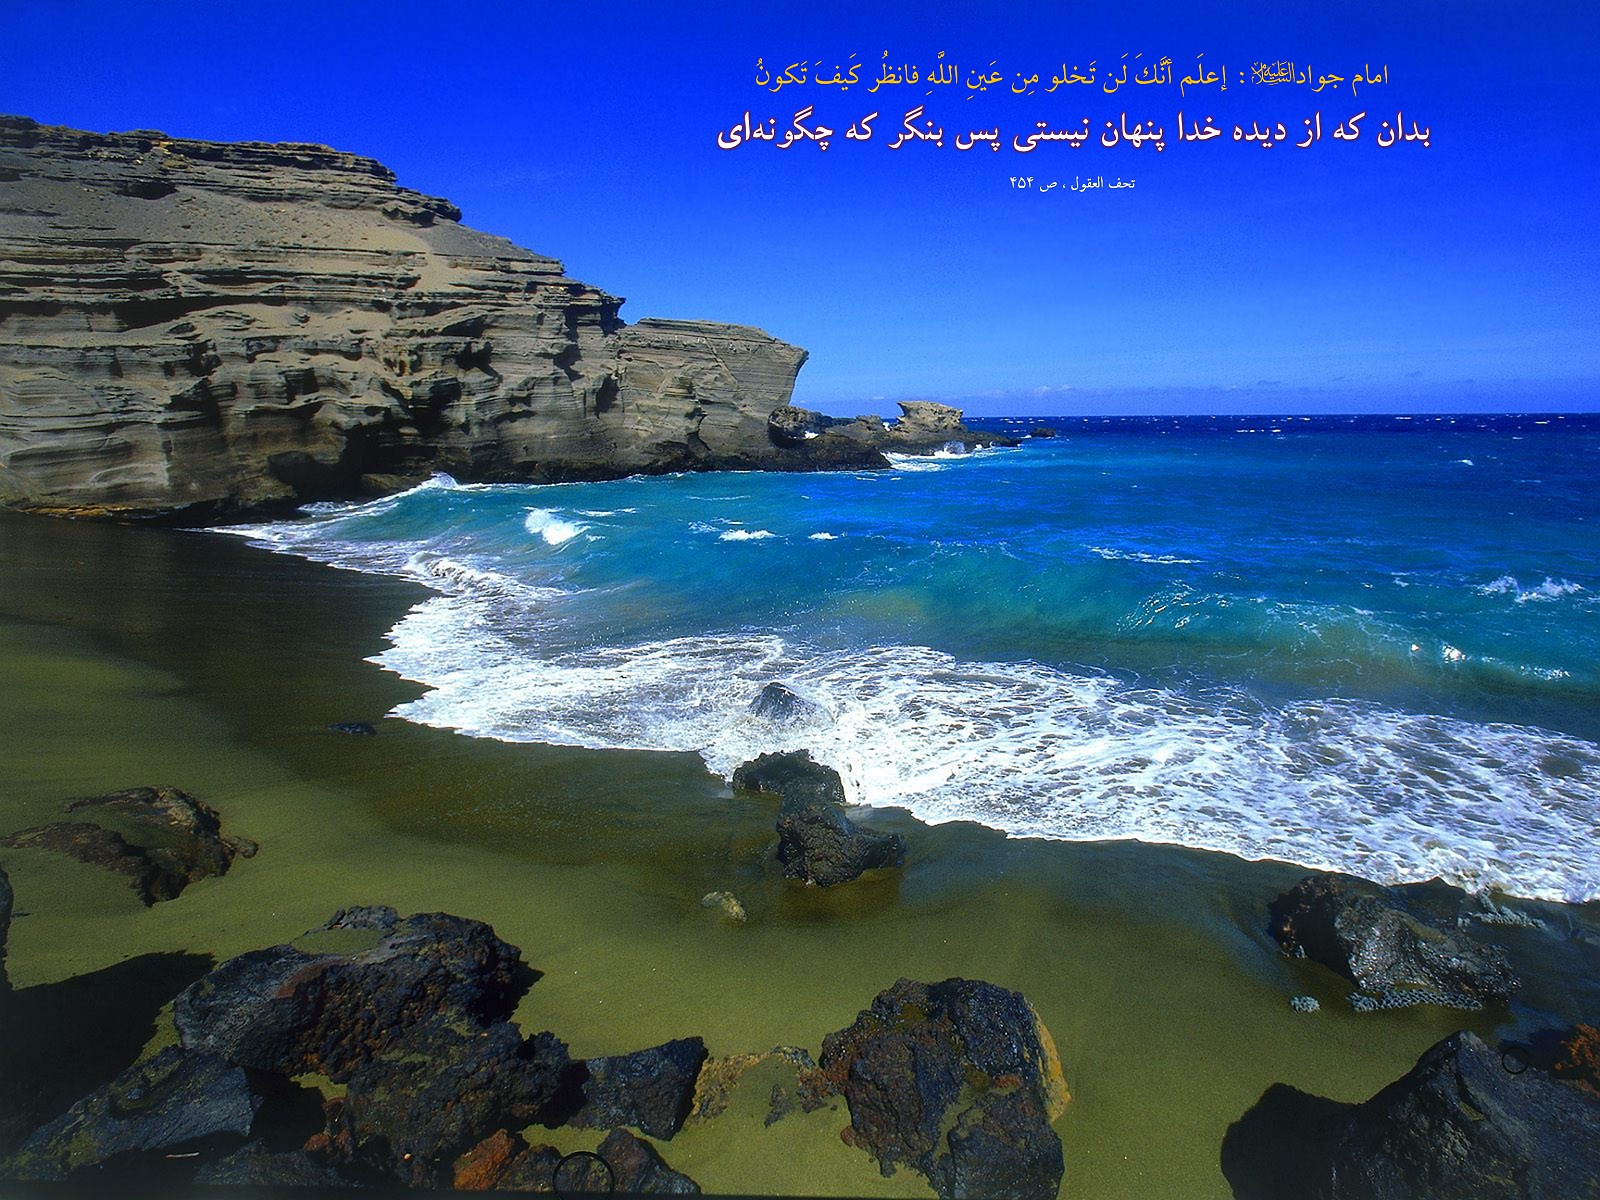 امام جواد علیه‌السلام : إعلَم أنَّكَ لَن تَخلو مِن عَينِ اللَّهِ فانظُر كَيفَ تَكونُ
بدان که از دیده خدا پنهان نیستی پس بنگر که چگونه‌ای
تحف العقول ، ص ۴۵۴